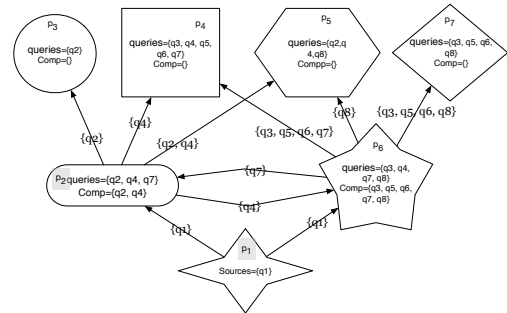 p3
queries={q2}
Comp={}
p4
queries={q3, q4, q5,
q6, q7}
Comp={}
p5
queries={q2,q
4,q8}
Compp={}
p7
queries={q3, q5, q6,
q8}
Comp={}
{q2}
{q4}
{q2, q4}
{q3, q5, q6, q7}
{q8}
{q3, q5, q6, q8}
p2 queries={q2, q4, q7}
Comp={q2, q4}
{q7}
{q4}
p6
queries={q3, q4,
q7, q8}
Comp={q3, q5, q6,
q7, q8}
{q1}
{q1}
p1
Sources={q1}